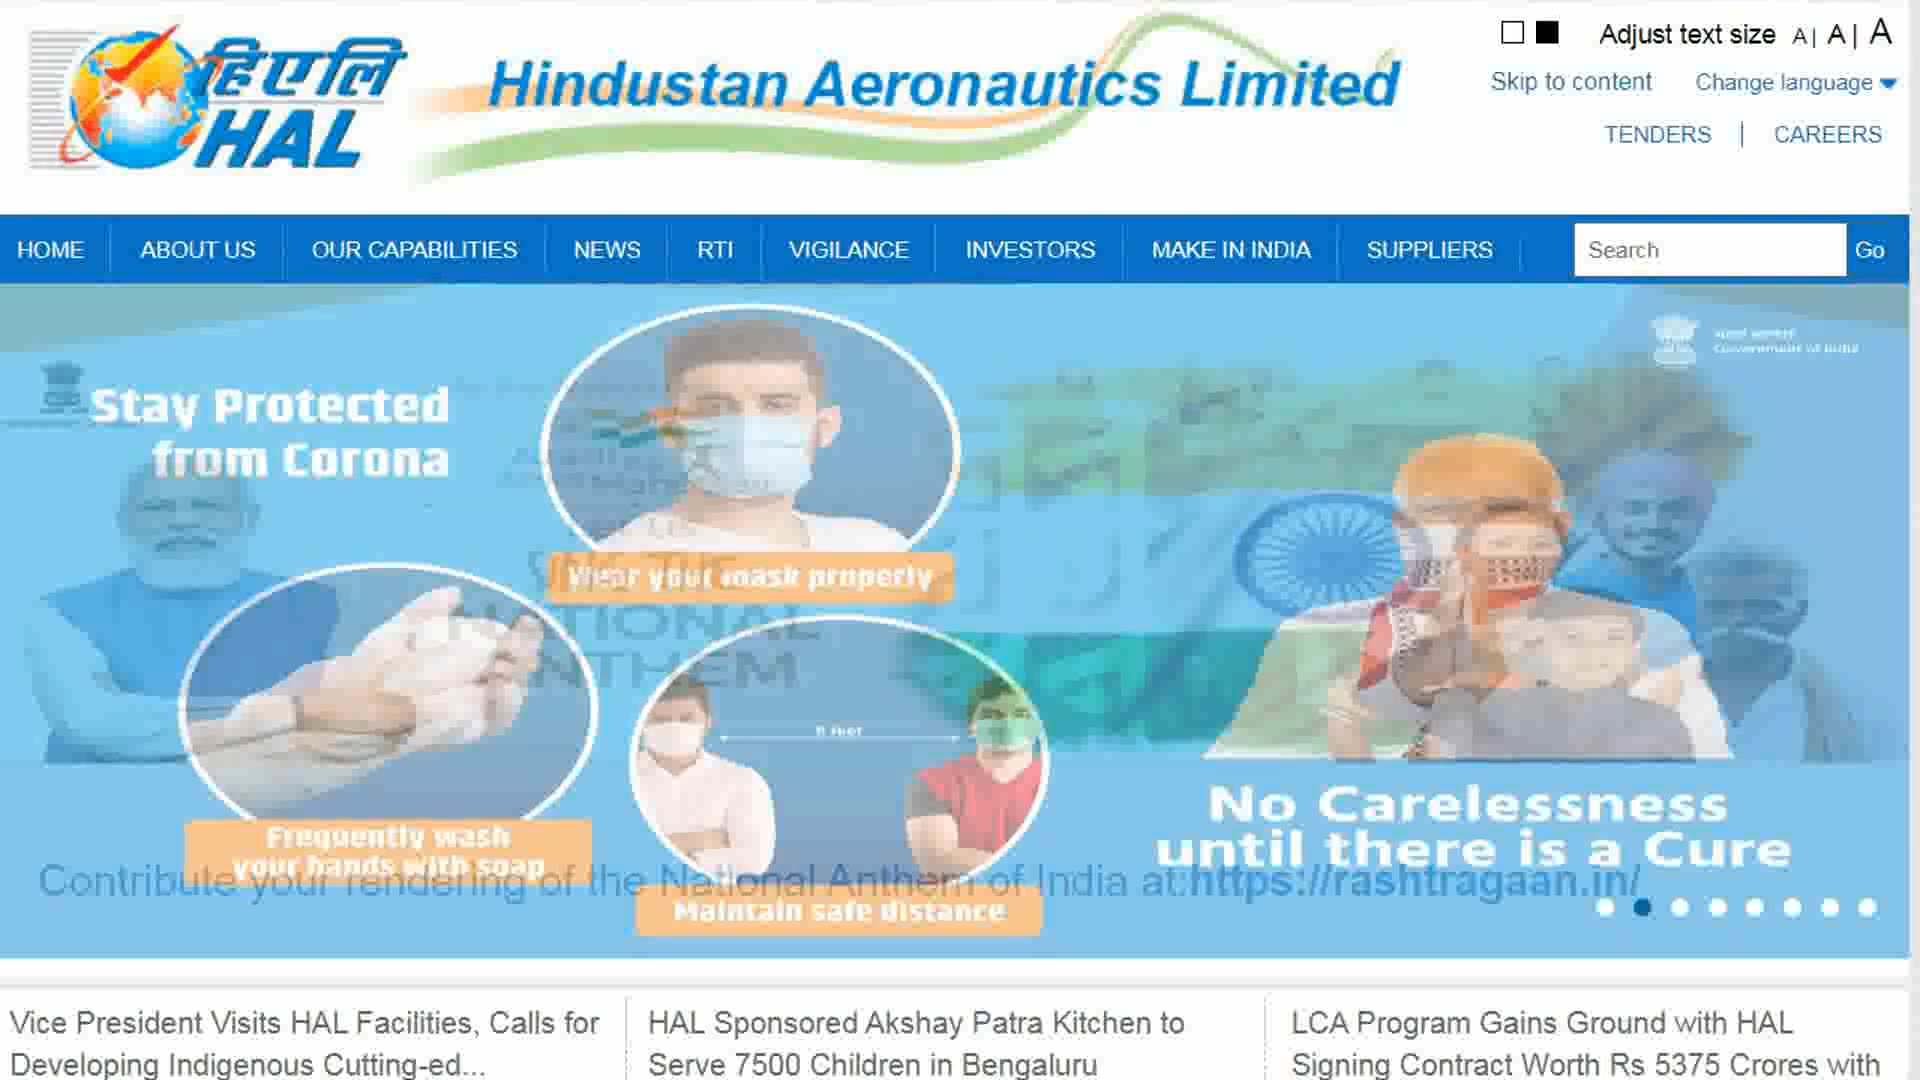 हिएलि
HAL
Hindustan Aeronautics Limited
Adjust text size A | A | A
Skip to content Change language
TENDERS | CAREERS
HOME ABOUT US OUR CAPABILITIES NEWS RTI VIGILANCE INVESTORS MAKE IN INDIA SUPPLIERS Search Go
Government of India
Stay Protected
from Corona
Wear your mask properly
NATIONAL
ANTHEM
Frequently wash
your hands with soap
Maintain safe distance
No Carelessness
until there is a Cure
Contribute your rendering of the National Anthem of India at:https://rashtragaan.in/
Vice President Visits HAL Facilities, Calls for
Developing Indigenous Cutting-ed...
HAL Sponsored Akshay Patra Kitchen to
Serve 7500 Children in Bengaluru
LCA Program Gains Ground with HAL
Signing Contract Worth Rs 5375 Crores with